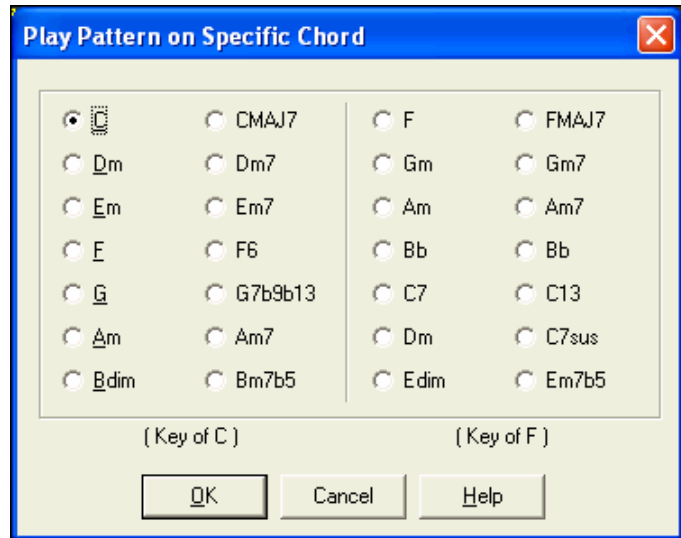 Play Pattern on Specific Chord
C CMAJ7 F FMAJ7
Dm Dm7 Gm Gm7
Em Em7 Am Am7
F F6 Bb Bb
G G7b9b13 C7 C13
Am Am7 Dm C7sus
Bdim Bm7b5 Edim Em7b5
( Key of C ) ( Key of F )
OK Cancel Help